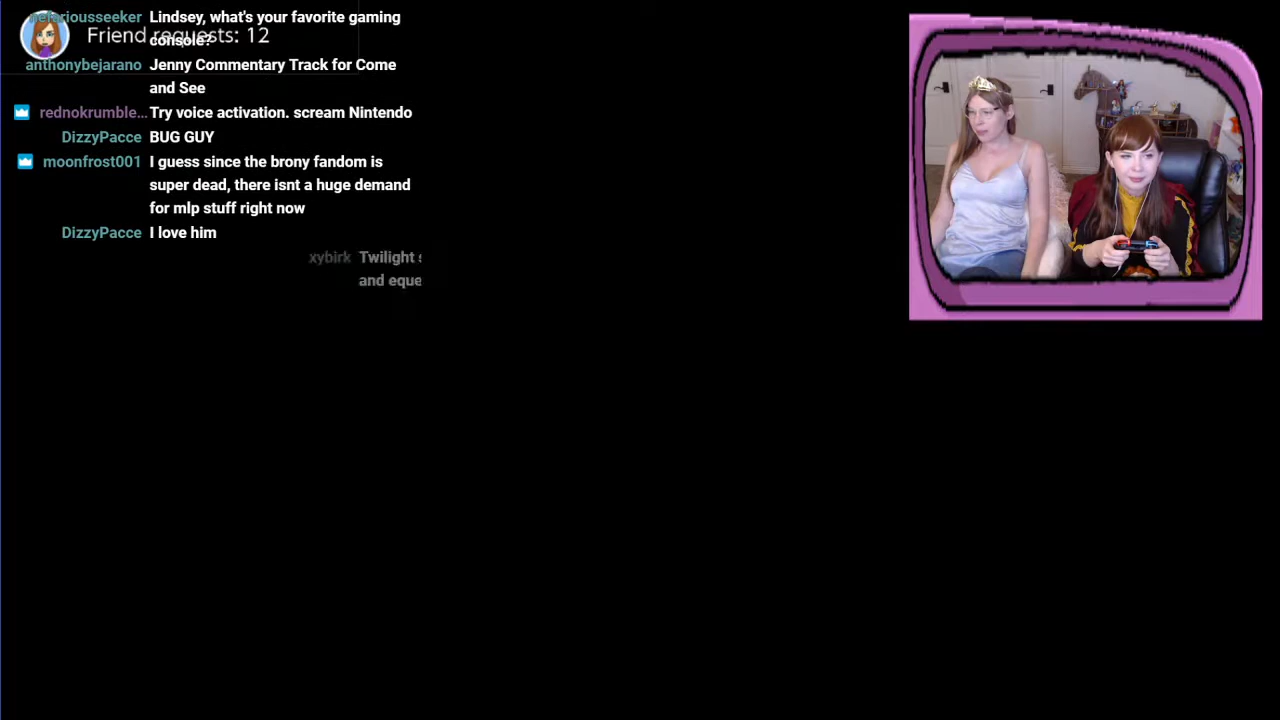 nefariousseeker Lindsey, what's your favorite gaming
console?
Friend requests: 12
anthonybejarano Jenny Commentary Track for Come
and See
rednokrumble... Try voice activation. scream Nintendo
DizzyPacce BUG GUY
moonfrost001 I guess since the brony fandom is
super dead, there isnt a huge demand
for mlp stuff right now
DizzyPacce I love him
xybirk Twilight s
and eque